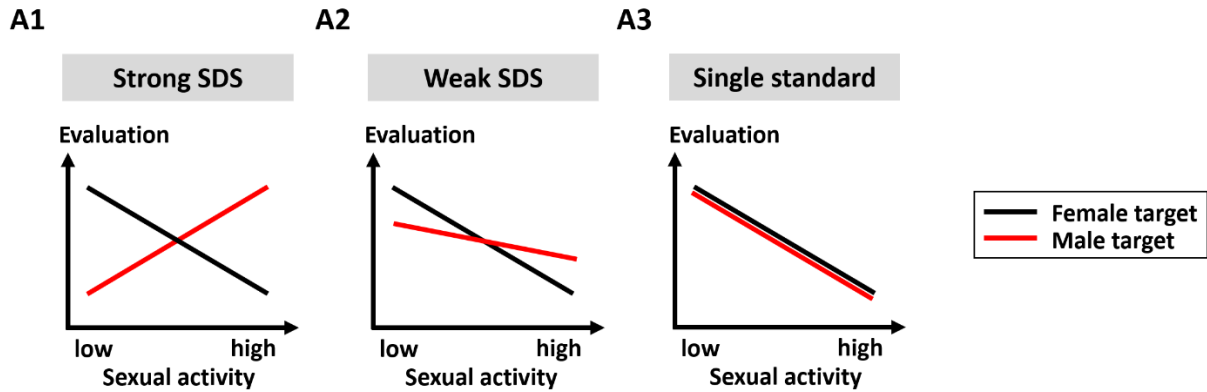 A1
Strong SDS
Evaluation
low high
Sexual activity
A2
Weak SDS
Evaluation
low high
Sexual activity
A3
Single standard
Evaluation
low high
Sexual activity
Female target
Male target